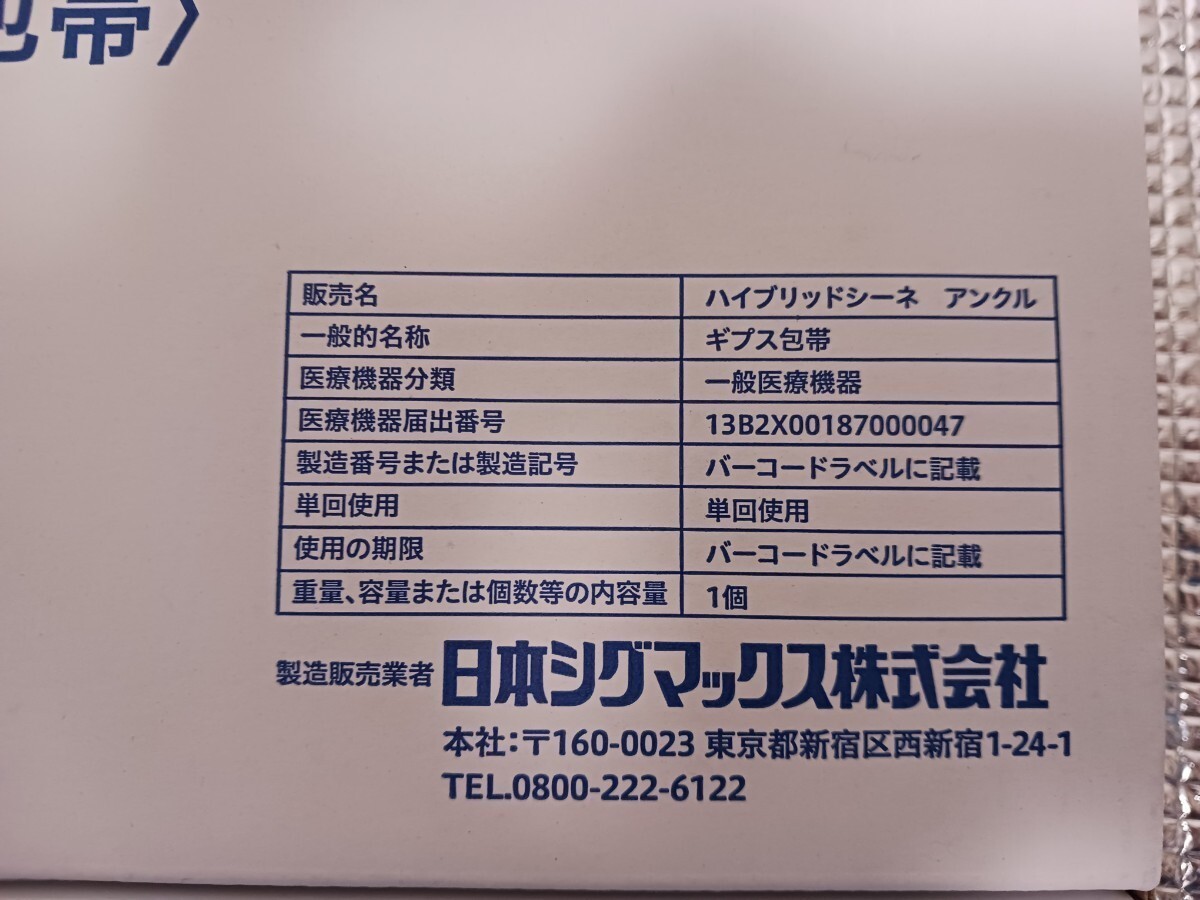 包帯〉
販売名 ハイブリッドシーネ　アンクル
一般的名称 ギプス包帯
医療機器分類 一般医療機器
医療機器届出番号 13B2X00187000047
製造番号または製造記号 バーコードラベルに記載
単回使用 単回使用
使用の期限 バーコードラベルに記載
重量、容量または個数等の内容量 1個
製造販売業者 日本シグマックス株式会社
本社：〒160-0023 東京都新宿区西新宿1-24-1
TEL.0800-222-6122